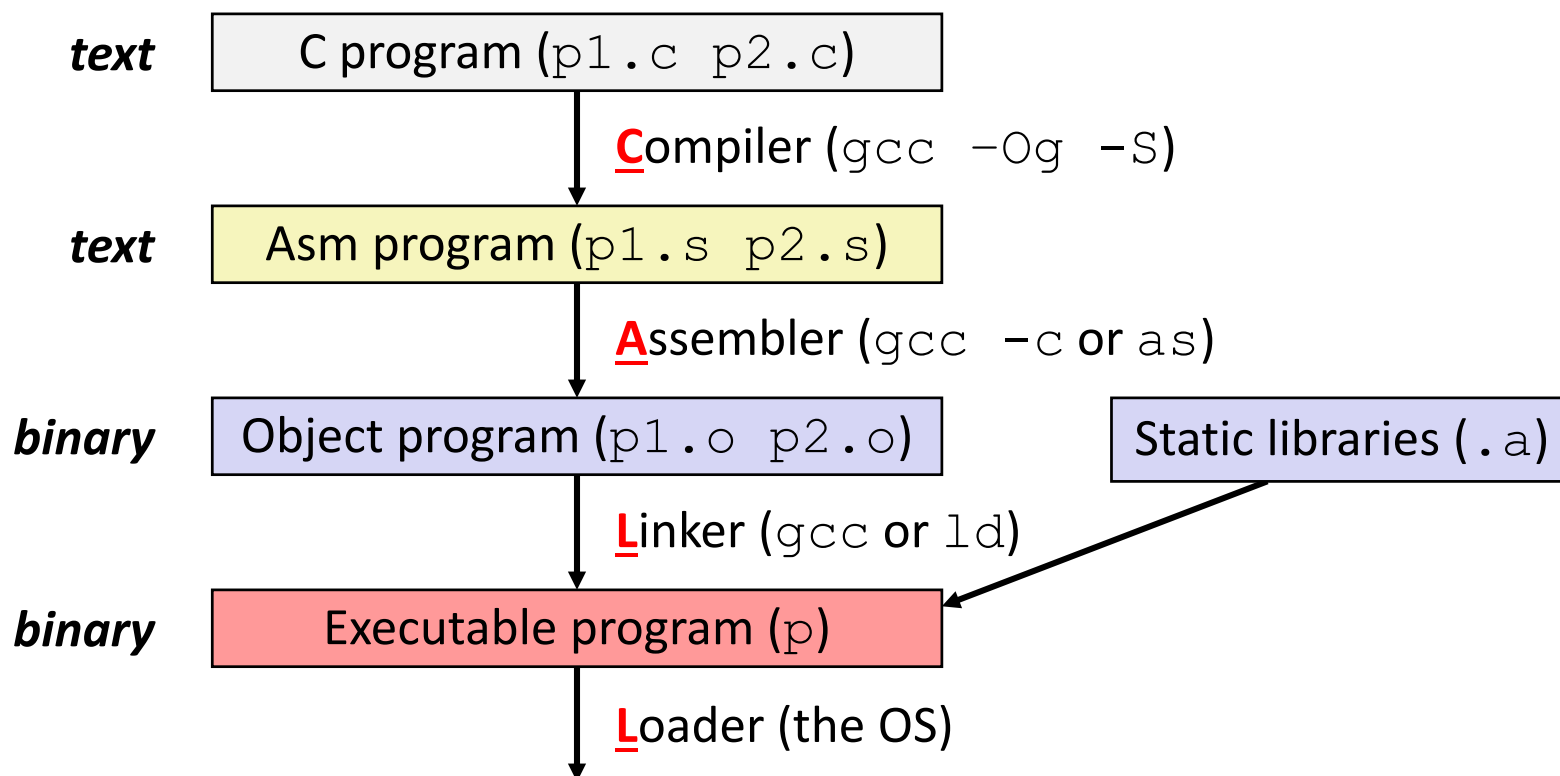 text C program (p1.c p2.c)
Compiler (gcc -Og -S)
text Asm program (p1.s p2.s)
Assembler (gcc -c or as)
binary Object program (p1.o p2.o) Static libraries (.a)
Linker (gcc or ld)
binary Executable program (p)
Loader (the OS)